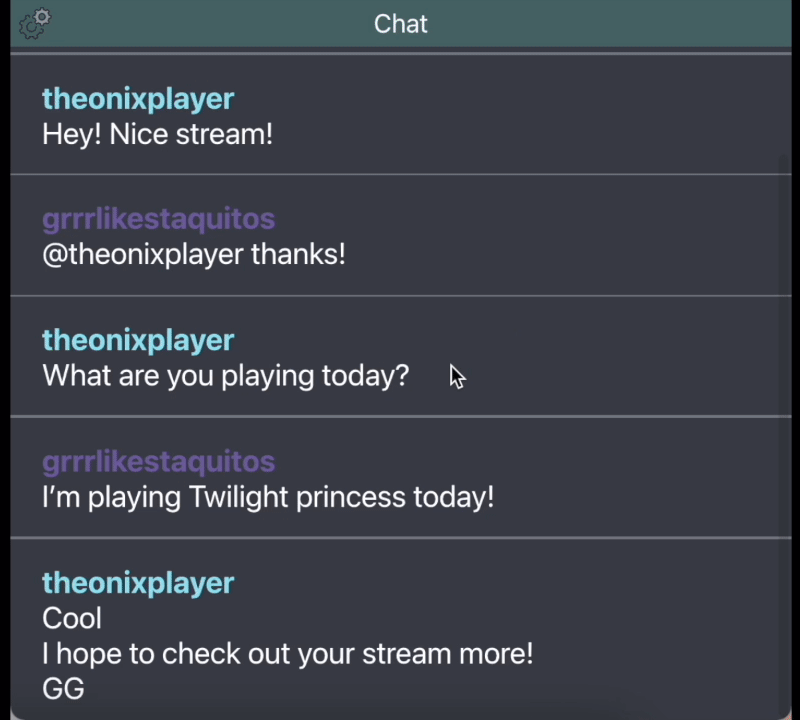 Chat
theonixplayer
Hey! Nice stream!
grrrlikestaquitos
@theonixplayer thanks!
theonixplayer
What are you playing today?
grrrlikestaquitos
I’m playing Twilight princess today!
theonixplayer
Cool
I hope to check out your stream more!
GG